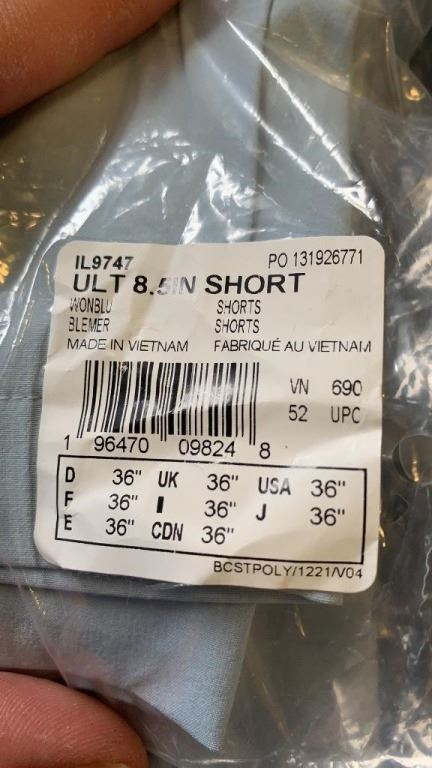 IL9747 PO 131926771
ULT 8.5IN SHORT
WONBLU SHORTS
BLEMER SHORTS
MADE IN VIETNAM FABRIQUÉ AU VIETNAM
VN 690
52 UPC
1 96470 09824 8
D 36" UK 36" USA 36"
F 36" I 36" J 36"
E 36" CDN 36"
BCSTPOLY/1221/V04